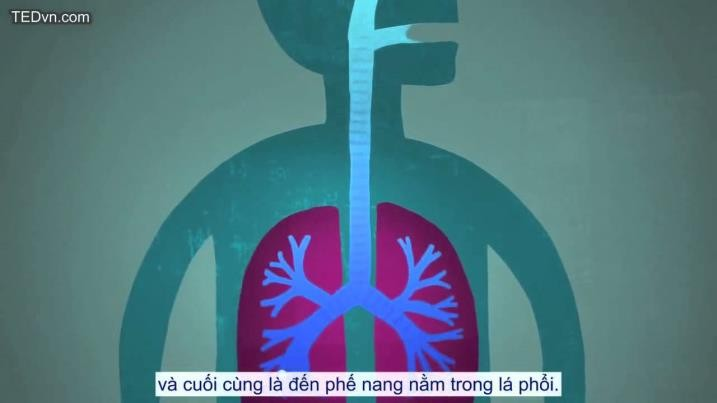 TEDvn.com
và cuối cùng là đến phế nang nằm trong lá phổi.